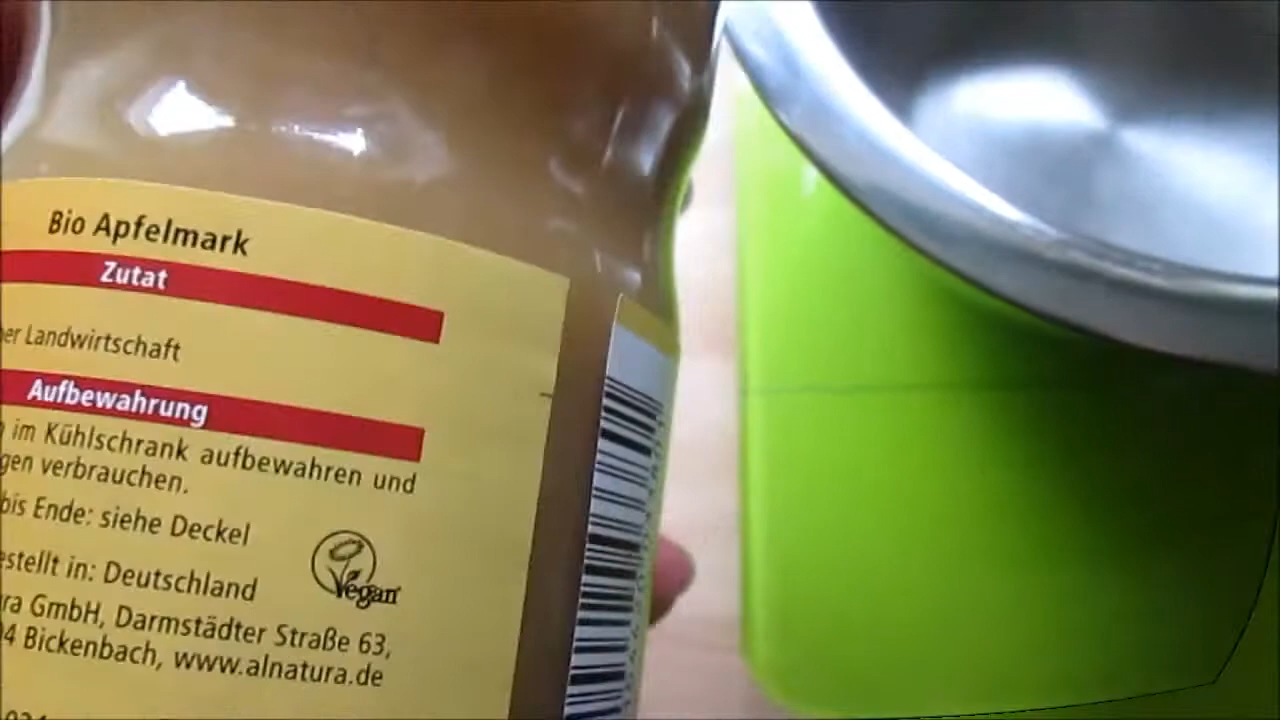 Bio Apfelmark
Zutat
Landwirtschaft
Aufbewahrung
im Kühlschrank aufbewahren und
verbrauchen.
bis Ende: siehe Deckel
in: Deutschland
Vegan
GmbH, Darmstädter Straße 63,
Bickenbach, www.alnatura.de